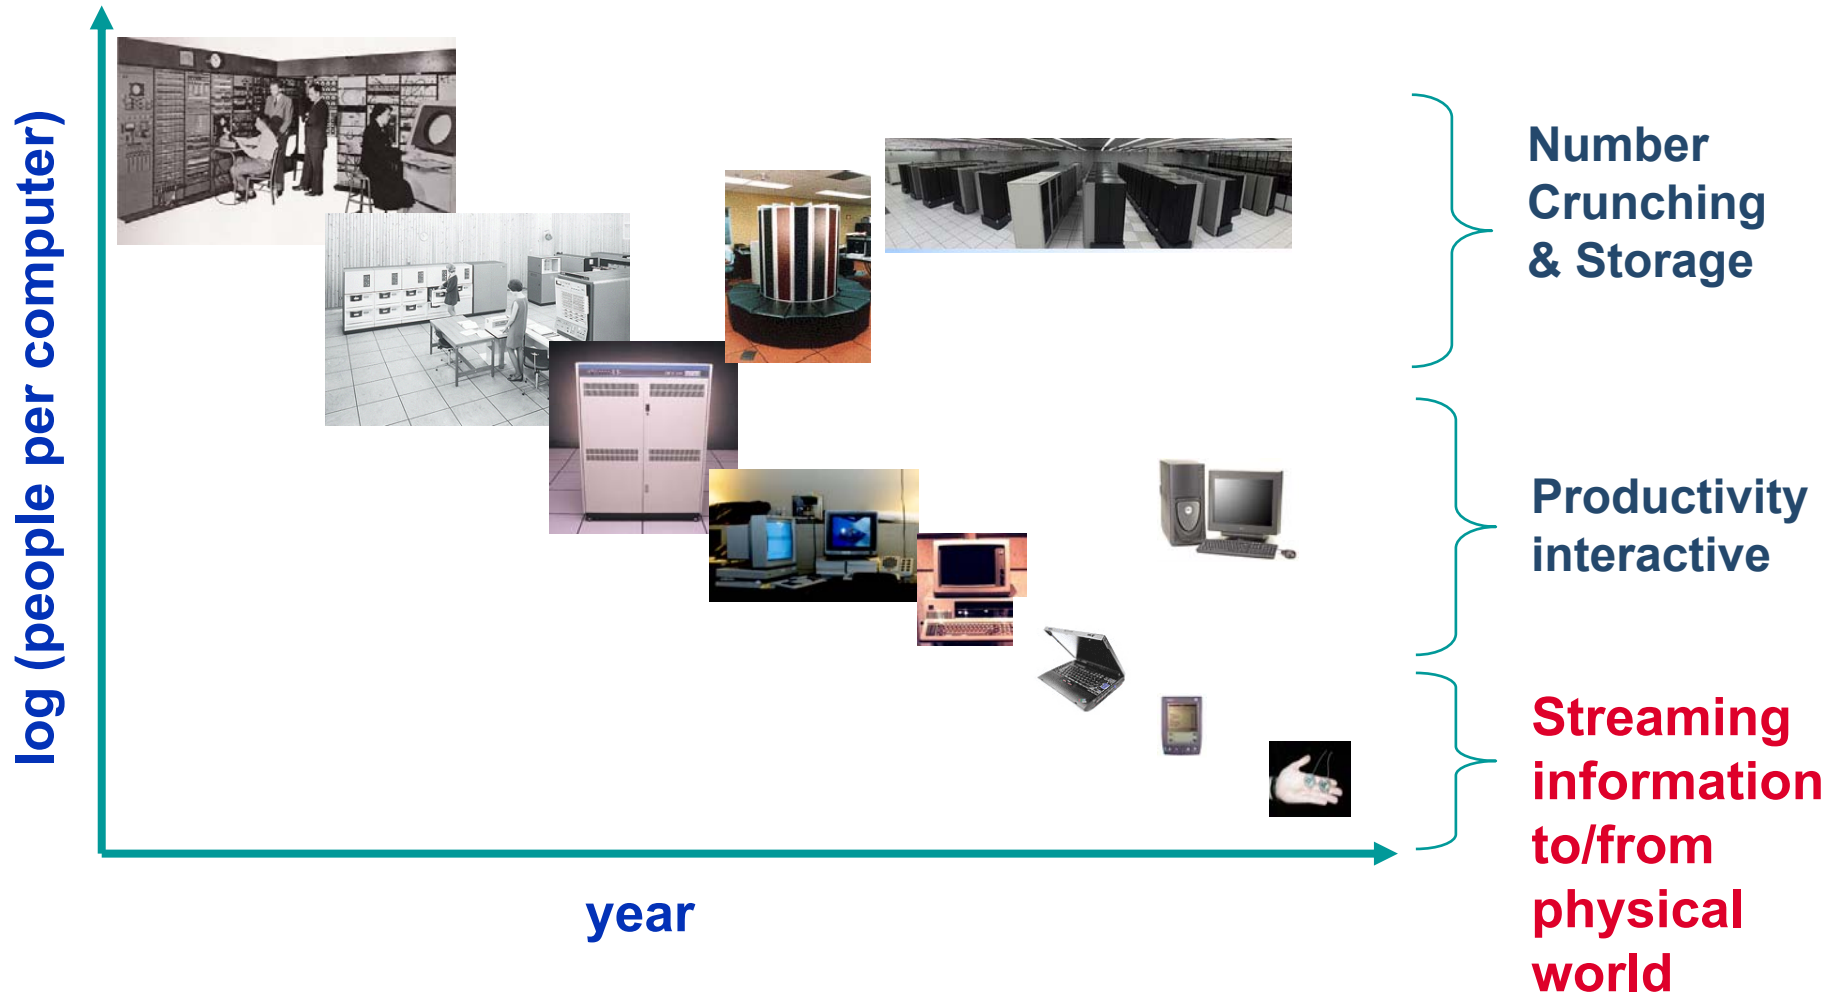 log (people per computer)
year
Number
Crunching
& Storage
Productivity
interactive
Streaming
information
to/from
physical
world